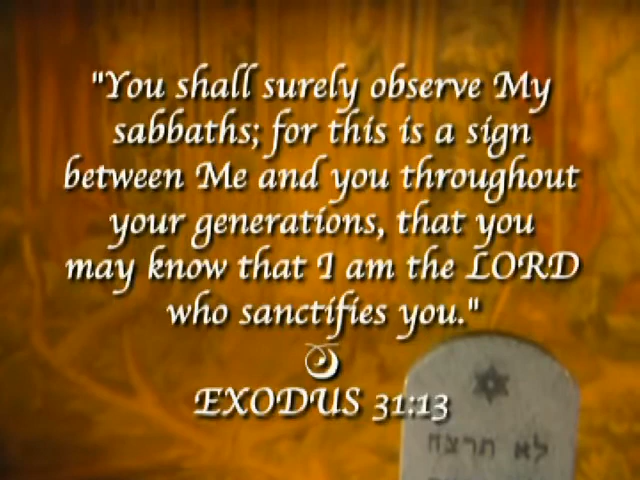 "You shall surely observe My
sabbaths; for this is a sign
between Me and you throughout
your generations, that you
may know that I am the LORD
who sanctifies you."
EXODUS 31:13
לא תרצח